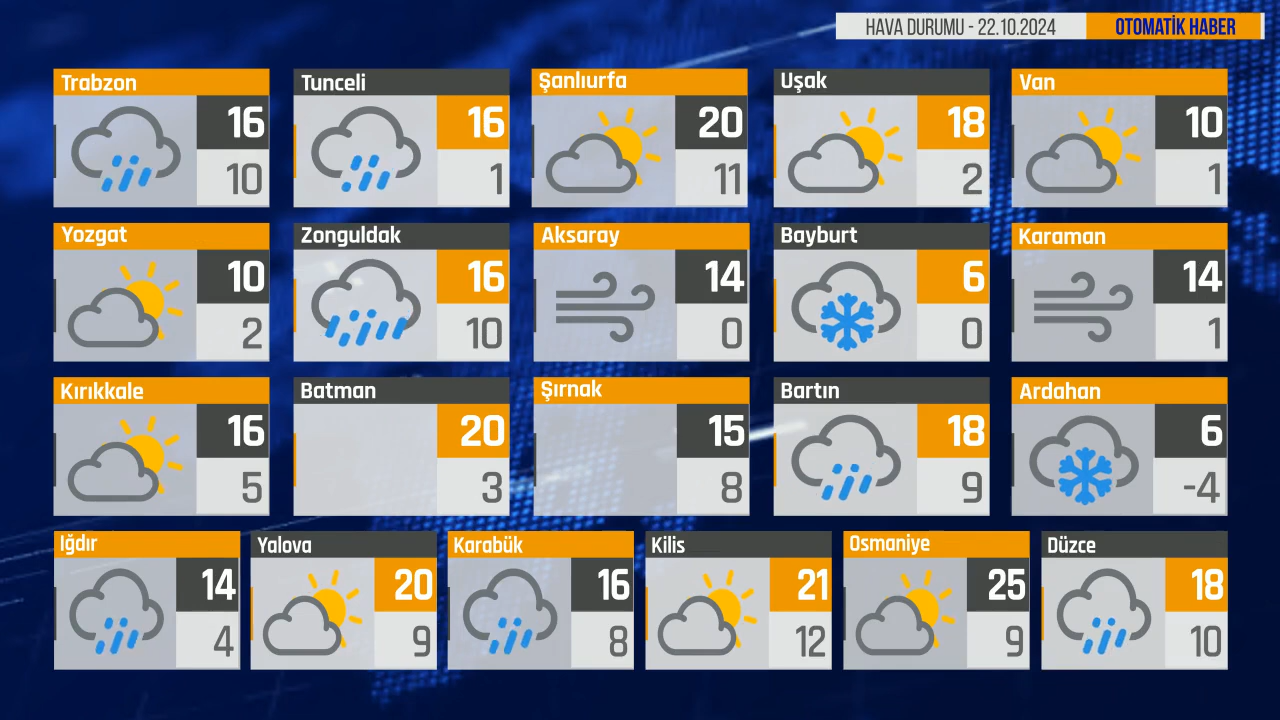 HAVA DURUMU - 22.10.2024 OTOMATİK HABER
Trabzon
16
10
Tunceli
16
1
Şanlıurfa
20
11
Uşak
18
2
Van
10
1
Yozgat
10
2
Zonguldak
16
10
Aksaray
14
0
Bayburt
6
0
Karaman
14
1
Kırıkkale
16
5
Batman
20
3
Şırnak
15
8
Bartın
18
9
Ardahan
6
-4
Iğdır
14
4
Yalova
20
9
Karabük
16
8
Kilis
21
12
Osmaniye
25
9
Düzce
18
10